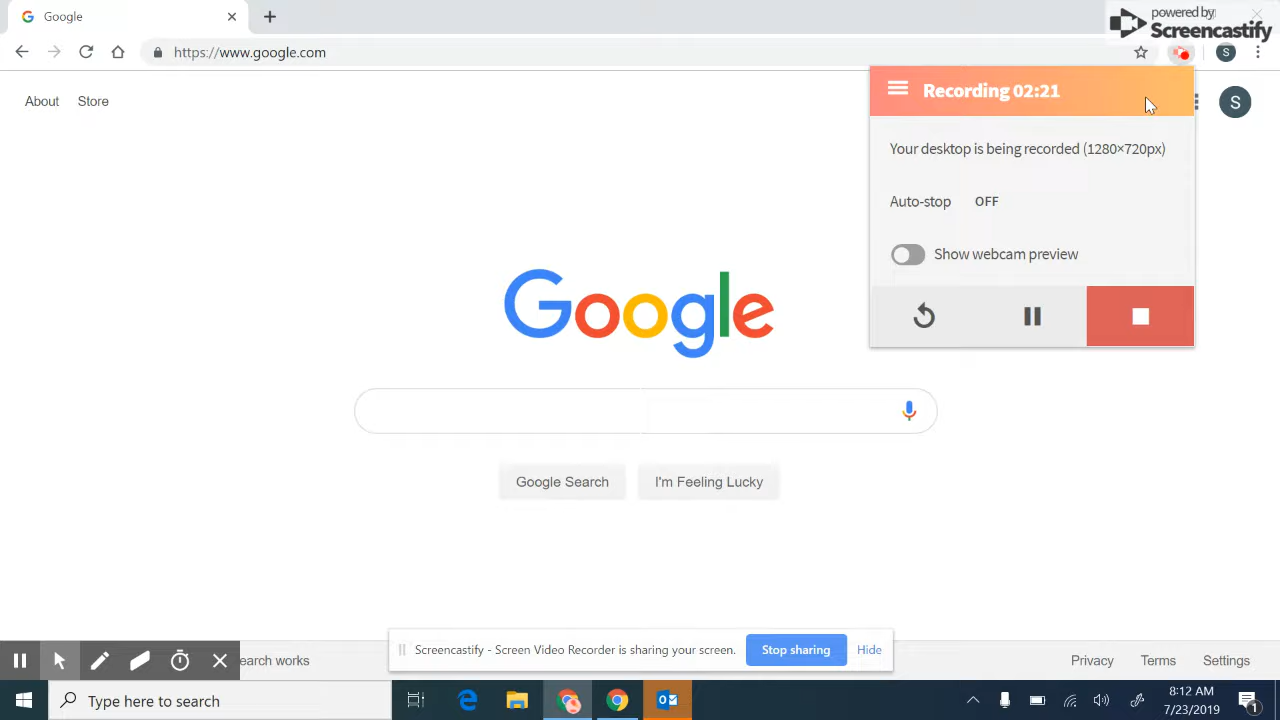 Google
powered by
Screencastify
https://www.google.com
S
About
Store
S
Recording 02:21
Your desktop is being recorded (1280×720px)
Auto-stop OFF
Show webcam preview
Google
Google Search
I'm Feeling Lucky
earch works
Screencastify - Screen Video Recorder is sharing your screen.
Stop sharing
Hide
Privacy
Terms
Settings
Type here to search
8:12 AM
7/23/2019
1